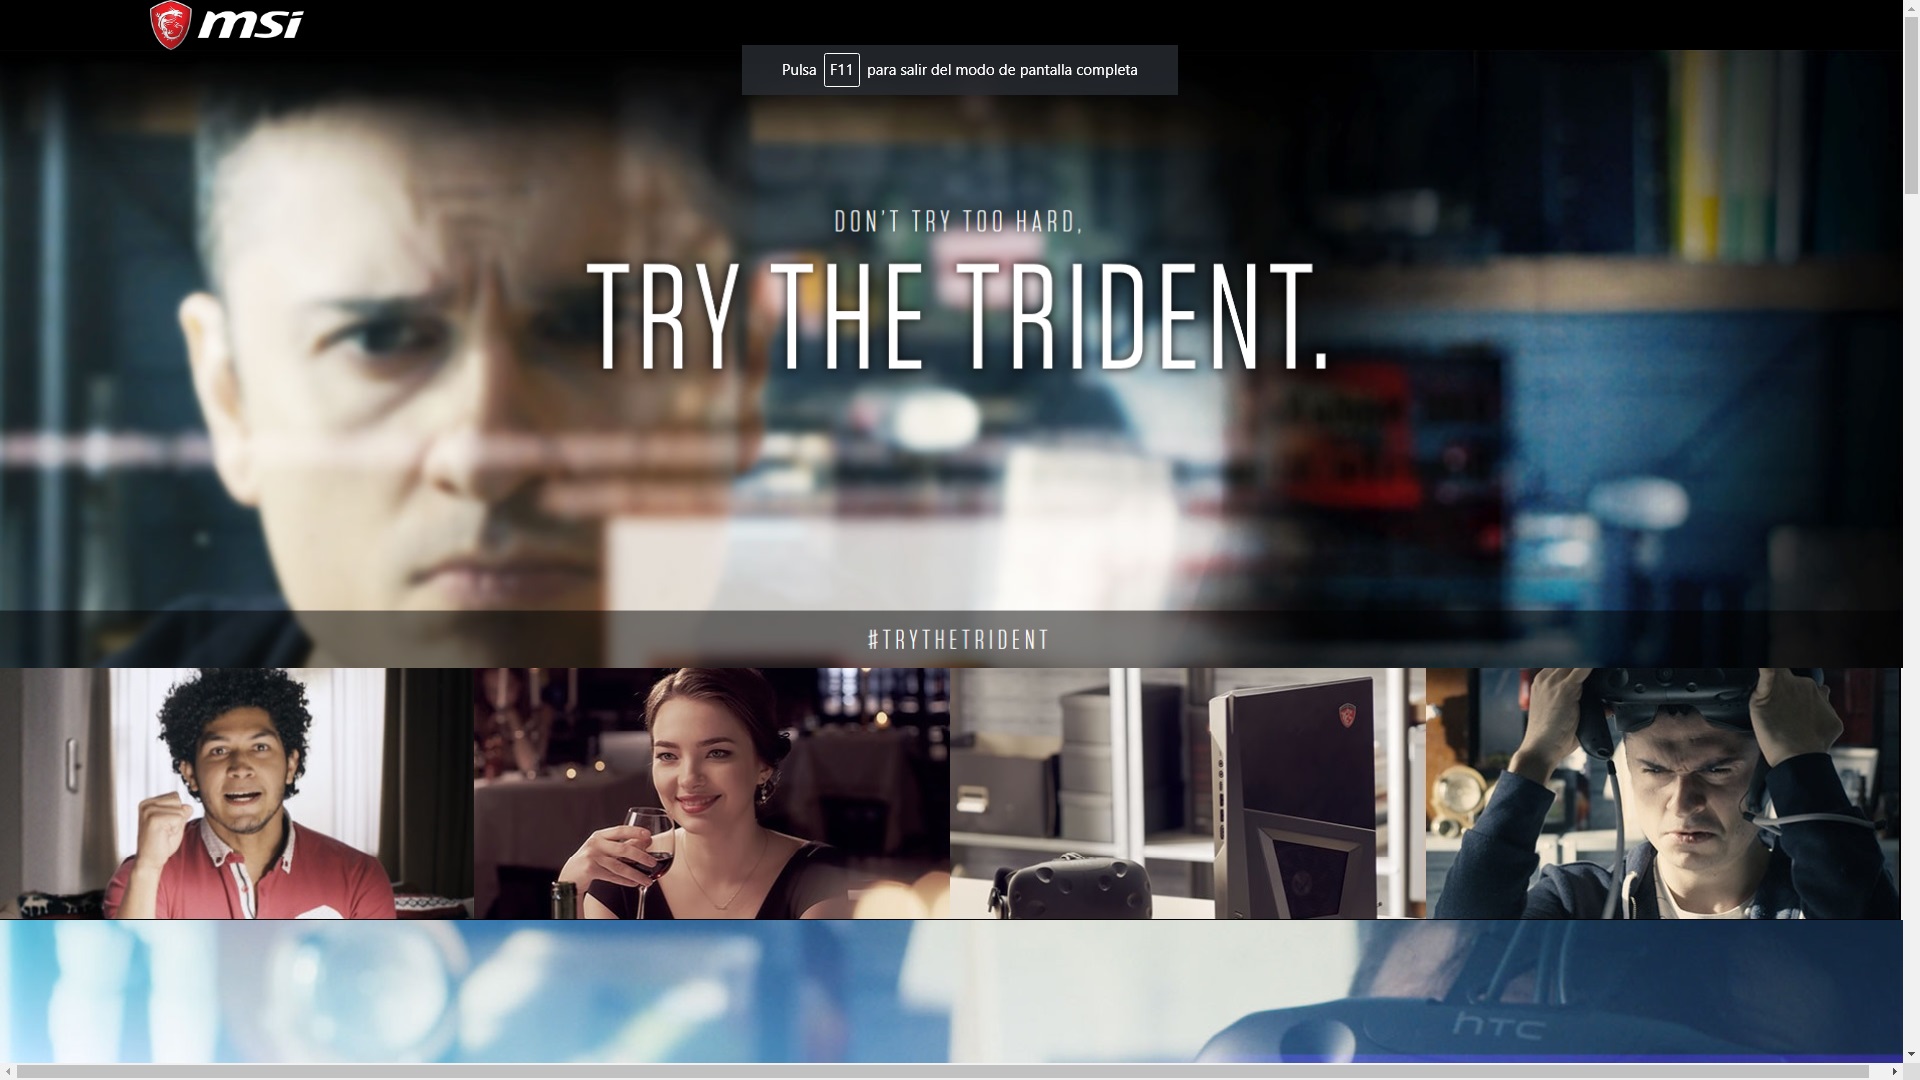 msi
Pulsa F11 para salir del modo de pantalla completa
DON'T TRY TOO HARD,
TRY THE TRIDENT.
#TRYTHETRIDENT
hTC